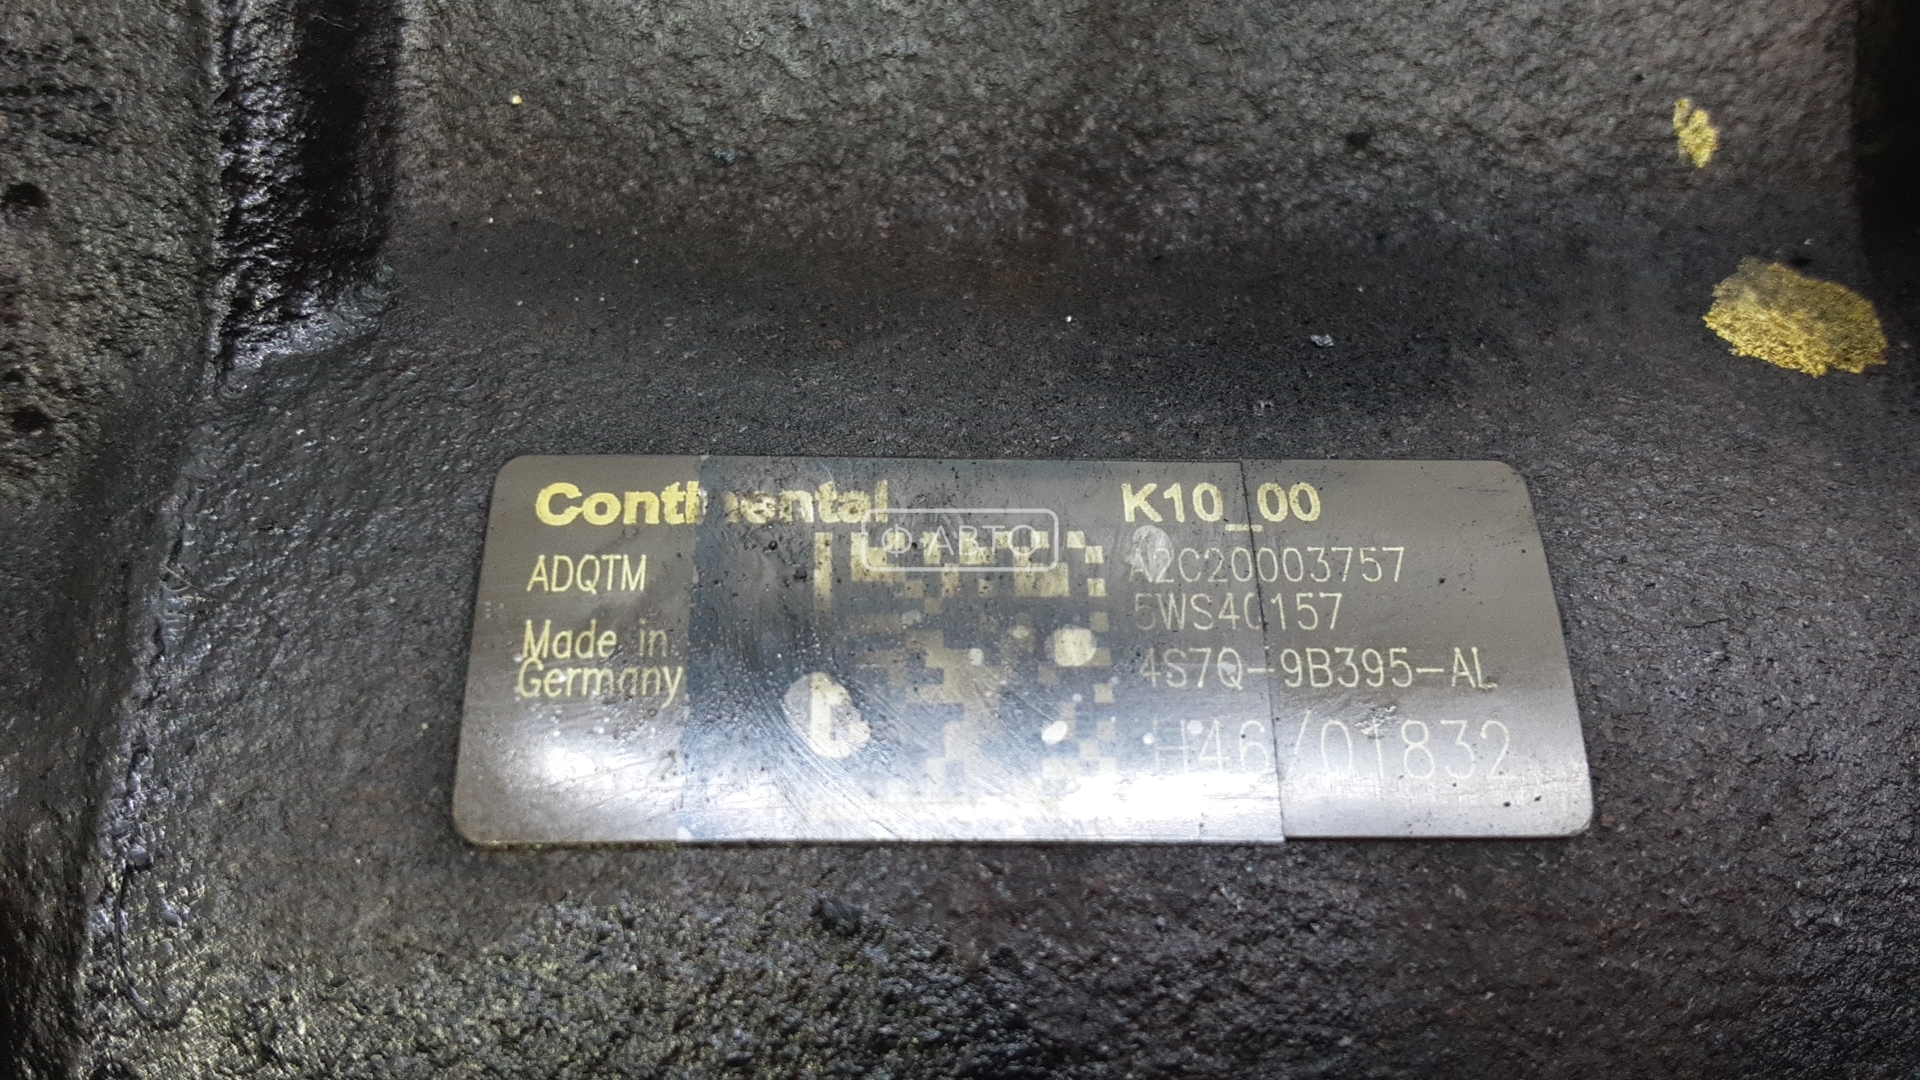 Continental
ADQTM
Made in
Germany
Ф АВТО
K10_00
A2C20003757
5WS40157
4S7Q-9B395-AL
H46/01832